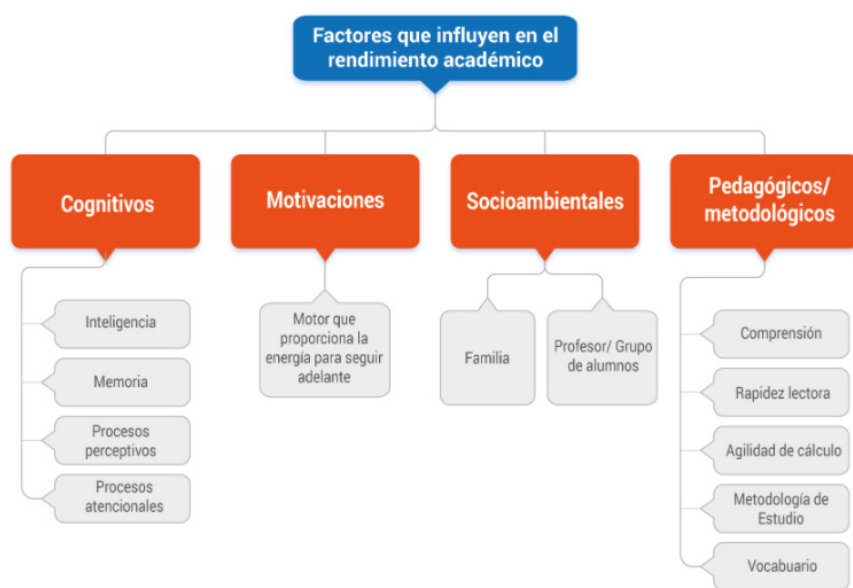 Factores que influyen en el
rendimiento académico
Cognitivos
Motivaciones
Socioambientales
Pedagógicos/
metodológicos
Inteligencia
Memoria
Procesos
perceptivos
Procesos
atencionales
Motor que
proporciona la
energía para seguir
adelante
Familia
Profesor/ Grupo
de alumnos
Comprensión
Rapidez lectora
Agilidad de cálculo
Metodología de
Estudio
Vocabuario